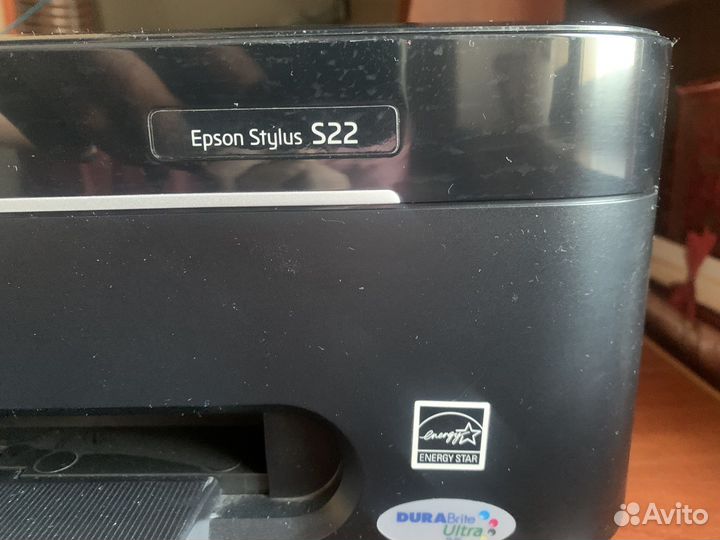 Epson Stylus S22
energy
ENERGY STAR
DURABrite
Ultra
Avito